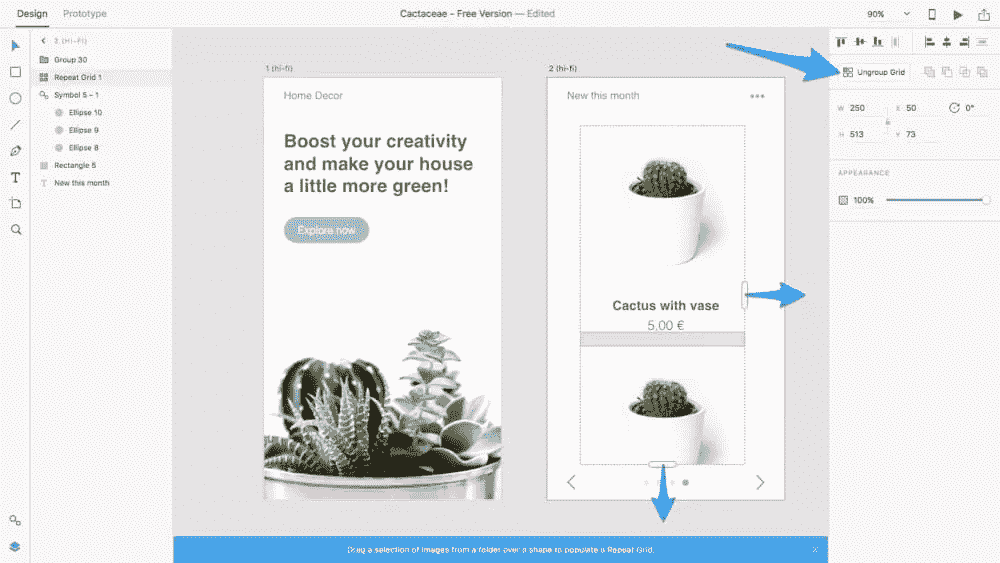 Design Prototype
Cactaceae - Free Version — Edited
90%
2 (HI-FI)
Group 30
Repeat Grid 1
Symbol 5 – 1
Ellipse 10
Ellipse 9
Ellipse 8
Rectangle 5
New this month
1 (hi-fi)
Home Decor
Boost your creativity
and make your house
a little more green!
Explore now
2 (hi-fi)
New this month
Cactus with vase
5,00 €
Ungroup Grid
W 250 X 50 0°
H 513 Y 73
APPEARANCE
100%
Drag a selection of images from a folder over a shape to populate a Repeat Grid.